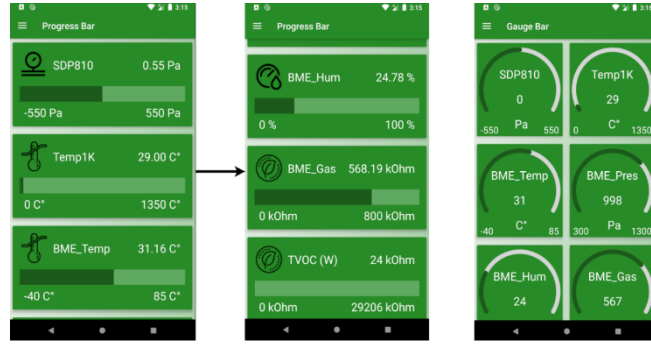 3:15
Progress Bar
SDP810 0.55 Pa
-550 Pa 550 Pa
Temp1K 29.00 C°
0 C° 1350 C°
BME_Temp 31.16 C°
-40 C° 85 C°
3:15
Progress Bar
BME_Hum 24.78 %
0 % 100 %
BME_Gas 568.19 kOhm
0 kOhm 800 kOhm
TVOC (W) 24 kOhm
0 kOhm 29206 kOhm
Gauge Bar
SDP810 Temp1K
0 29
-550 Pa 550 0 C° 1350
BME_Temp BME_Pres
31 998
-40 C° 85 300 Pa 1300
BME_Hum BME_Gas
24 567